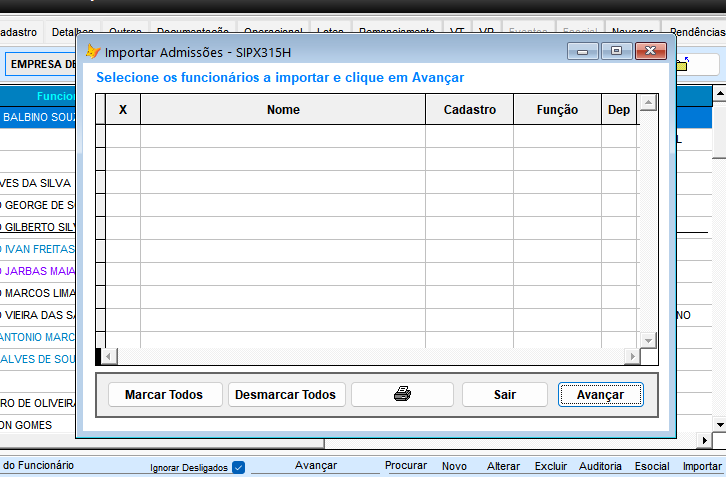 adastro Detalhes Outros Documentação Operacional Lotes Remanejamento VT VR Eventos Esocial Navegar Pendências
Importar Admissões - SIPX315H
EMPRESA DE
Selecione os funcionários a importar e clique em Avançar
Funcion
X Nome Cadastro Função Dep
BALBINO SOUZ
L
VES DA SILVA
O GEORGE DE S
O GILBERTO SILV
O IVAN FREITAS
O JARBAS MAIA
O MARCOS LIMA
O VIEIRA DAS SA
NO
ANTONIO MARC
ALVES DE SOU
RO DE OLIVEIRA
ON GOMES
Marcar Todos Desmarcar Todos Sair Avançar
do Funcionário Ignorar Desligados Avançar Procurar Novo Alterar Excluir Auditoria Esocial Importar